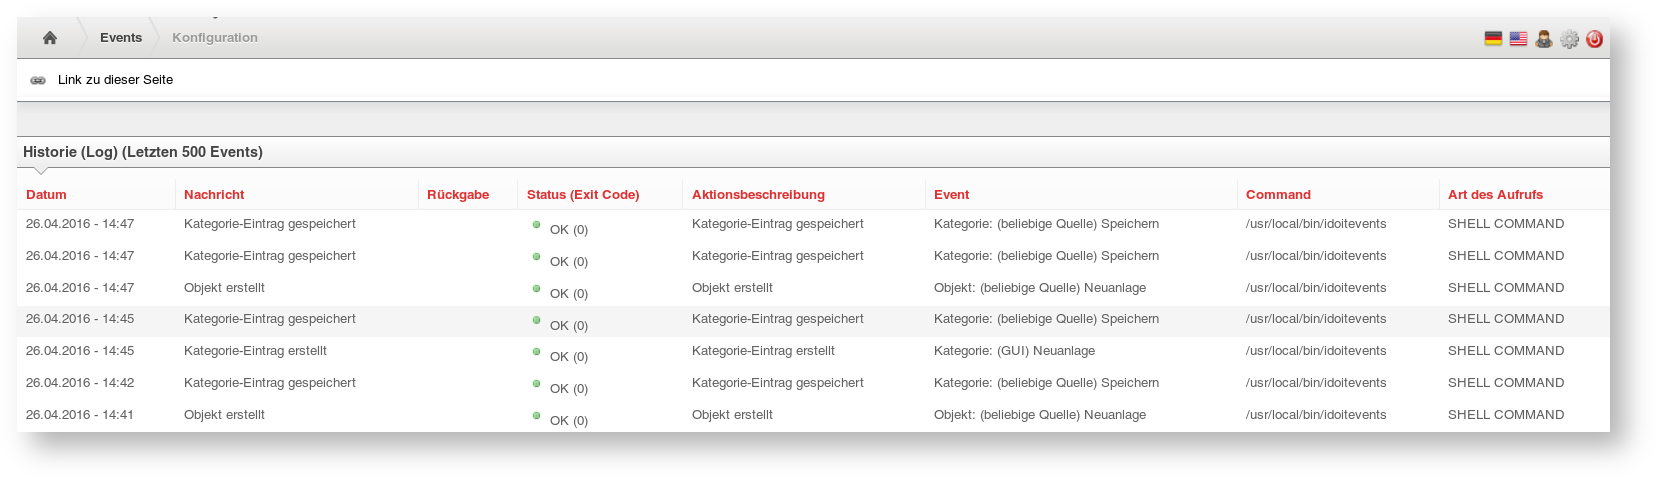 Events Konfiguration
Link zu dieser Seite
Historie (Log) (Letzten 500 Events)
Datum Nachricht Rückgabe Status (Exit Code) Aktionsbeschreibung Event Command Art des Aufrufs
26.04.2016 - 14:47 Kategorie-Eintrag gespeichert OK (0) Kategorie-Eintrag gespeichert Kategorie: (beliebige Quelle) Speichern /usr/local/bin/idoitevents SHELL COMMAND
26.04.2016 - 14:47 Kategorie-Eintrag gespeichert OK (0) Kategorie-Eintrag gespeichert Kategorie: (beliebige Quelle) Speichern /usr/local/bin/idoitevents SHELL COMMAND
26.04.2016 - 14:47 Objekt erstellt OK (0) Objekt erstellt Objekt: (beliebige Quelle) Neuanlage /usr/local/bin/idoitevents SHELL COMMAND
26.04.2016 - 14:45 Kategorie-Eintrag gespeichert OK (0) Kategorie-Eintrag gespeichert Kategorie: (beliebige Quelle) Speichern /usr/local/bin/idoitevents SHELL COMMAND
26.04.2016 - 14:45 Kategorie-Eintrag erstellt OK (0) Kategorie-Eintrag erstellt Kategorie: (GUI) Neuanlage /usr/local/bin/idoitevents SHELL COMMAND
26.04.2016 - 14:42 Kategorie-Eintrag gespeichert OK (0) Kategorie-Eintrag gespeichert Kategorie: (beliebige Quelle) Speichern /usr/local/bin/idoitevents SHELL COMMAND
26.04.2016 - 14:41 Objekt erstellt OK (0) Objekt erstellt Objekt: (beliebige Quelle) Neuanlage /usr/local/bin/idoitevents SHELL COMMAND